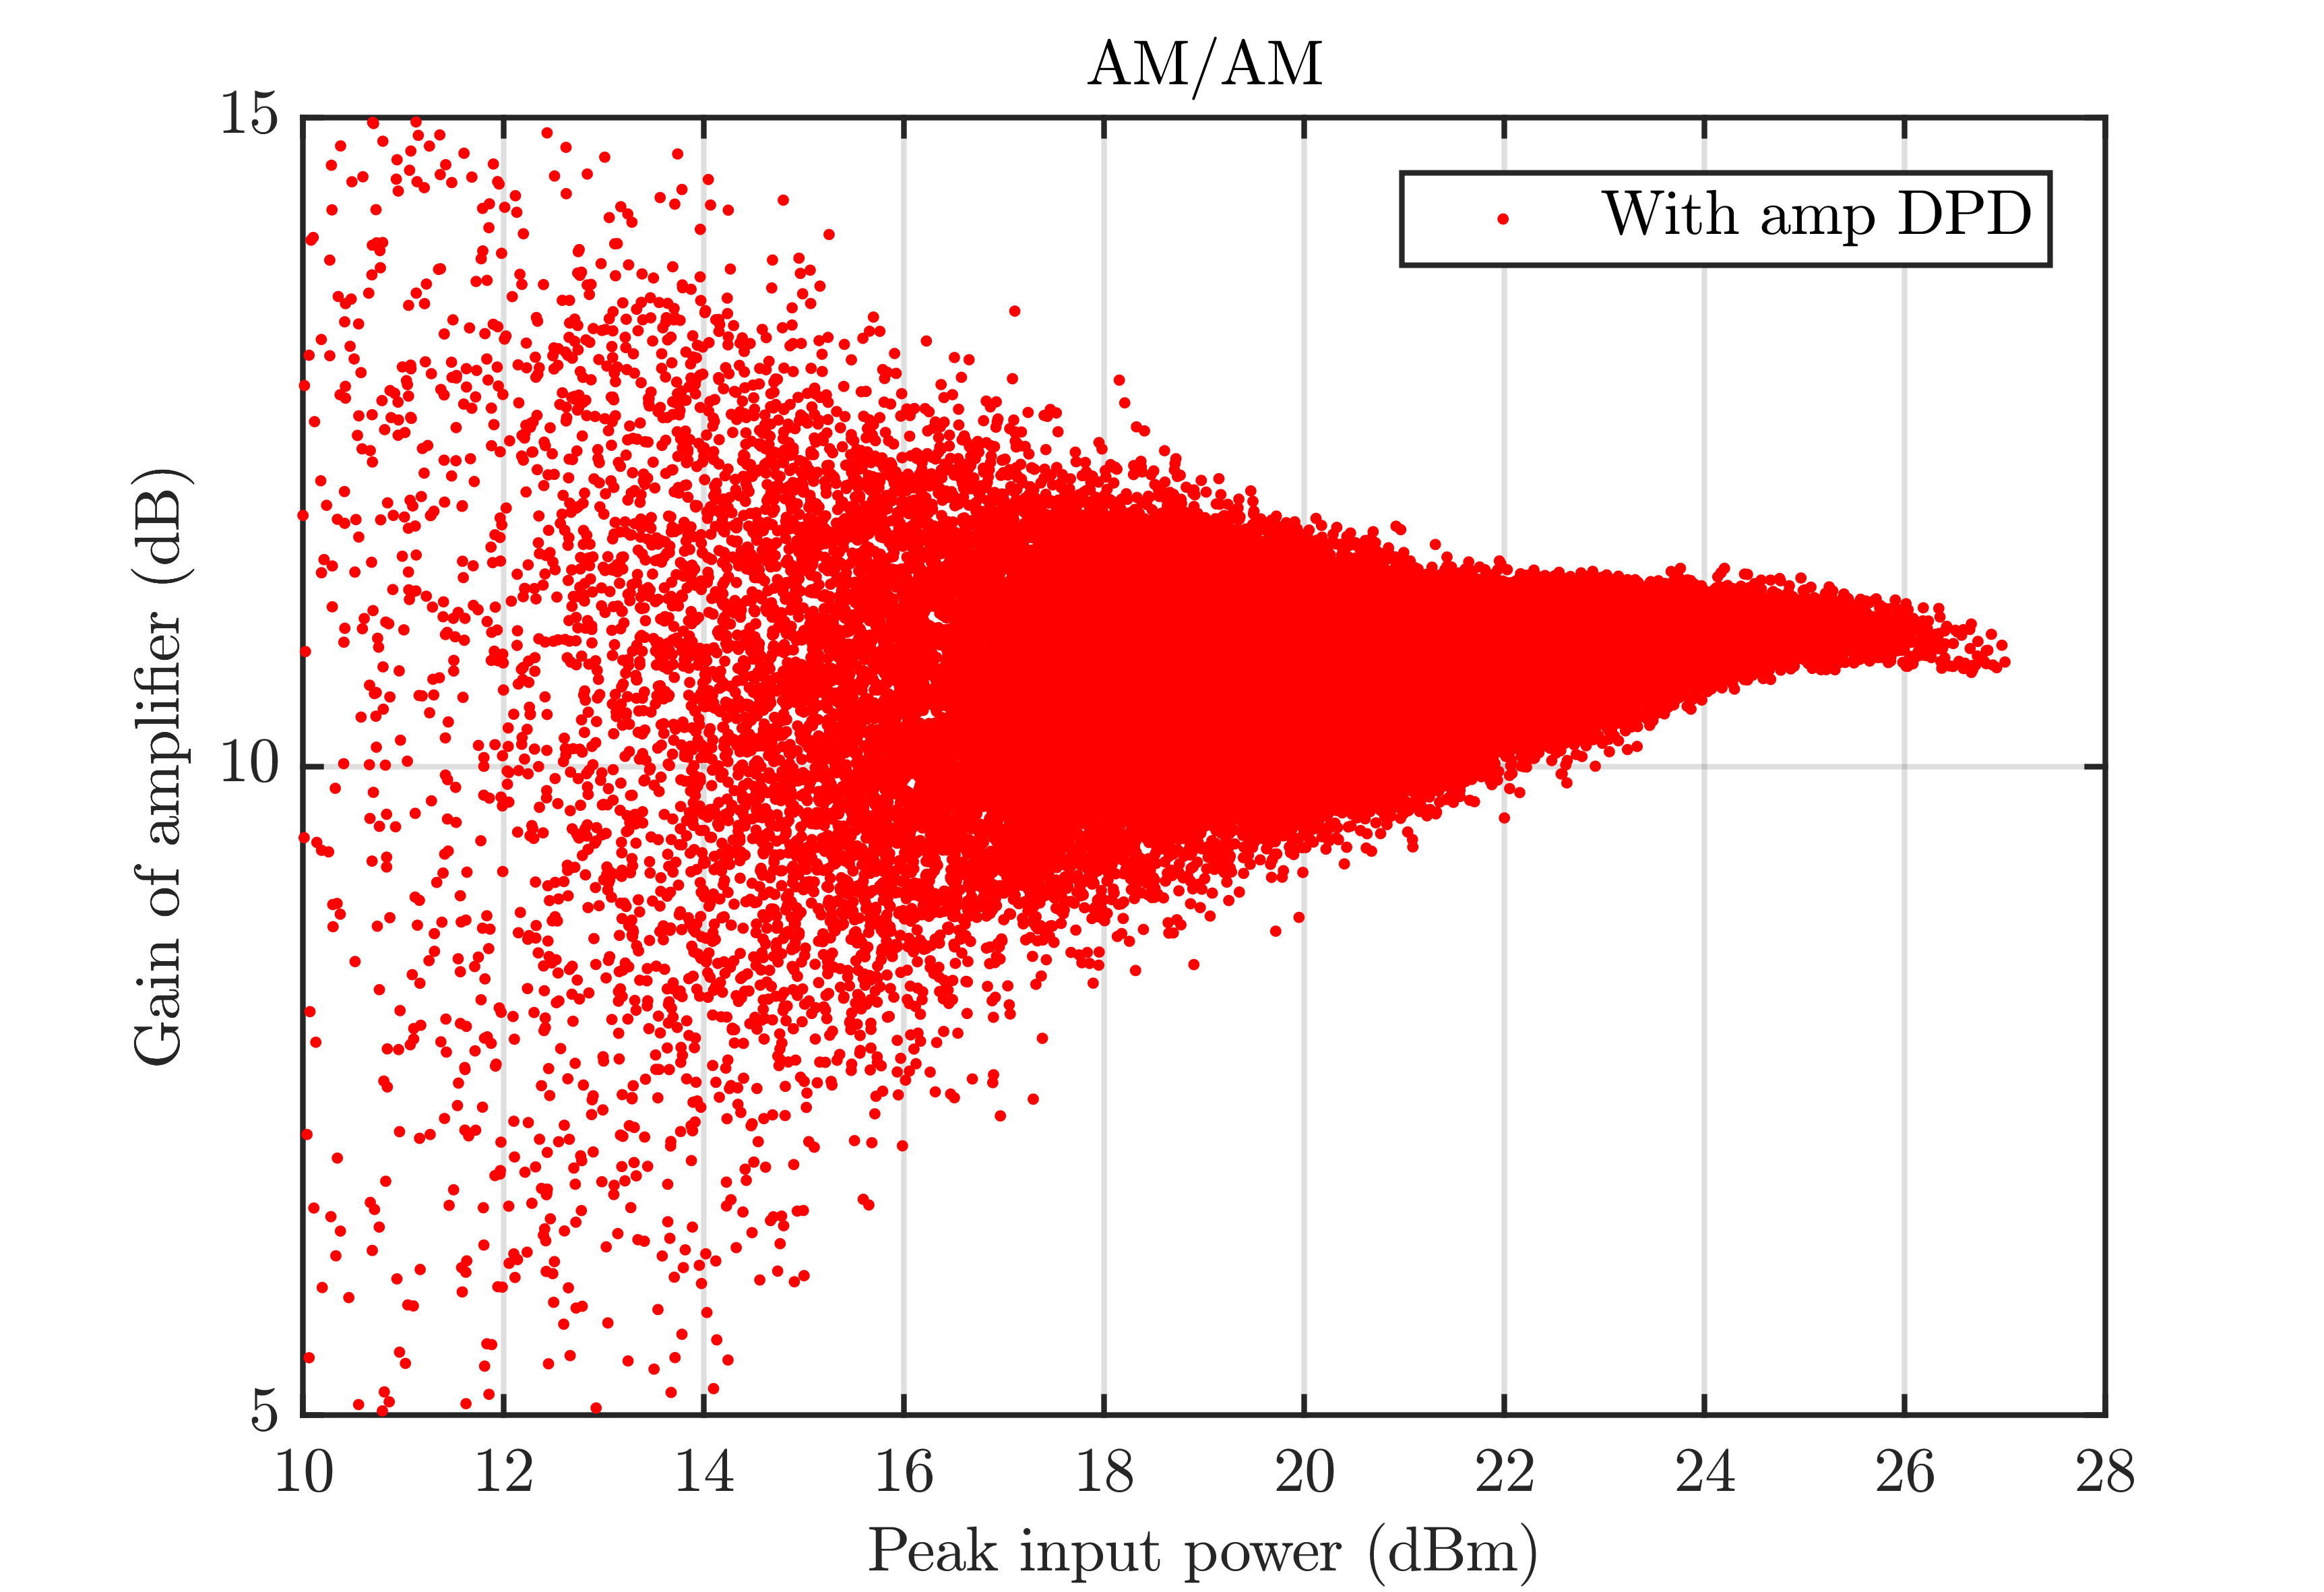 AM/AM
15
With amp DPD
Gain of amplifier (dB)
10
5
10 12 14 16 18 20 22 24 26 28
Peak input power (dBm)